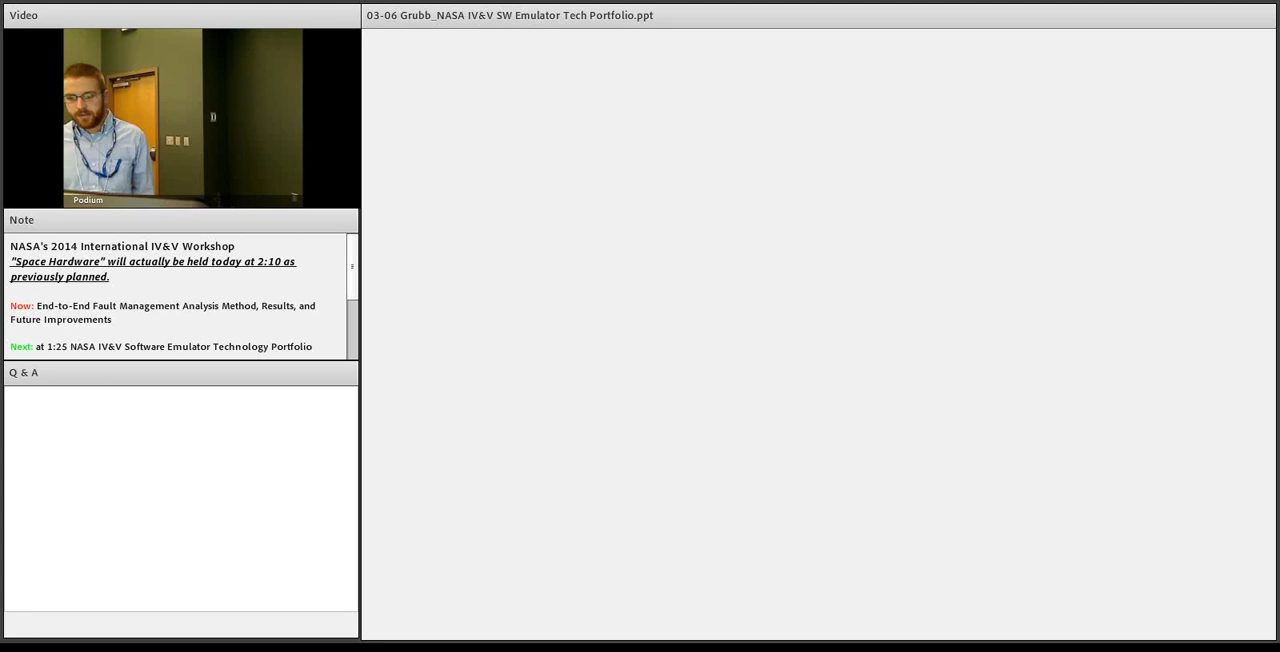 Video
03-06 Grubb_NASA IV&V SW Emulator Tech Portfolio.ppt
Podium
Note
NASA's 2014 International IV&V Workshop
"Space Hardware" will actually be held today at 2:10 as
previously planned.
Now: End-to-End Fault Management Analysis Method, Results, and
Future Improvements
Next: at 1:25 NASA IV&V Software Emulator Technology Portfolio
Q & A